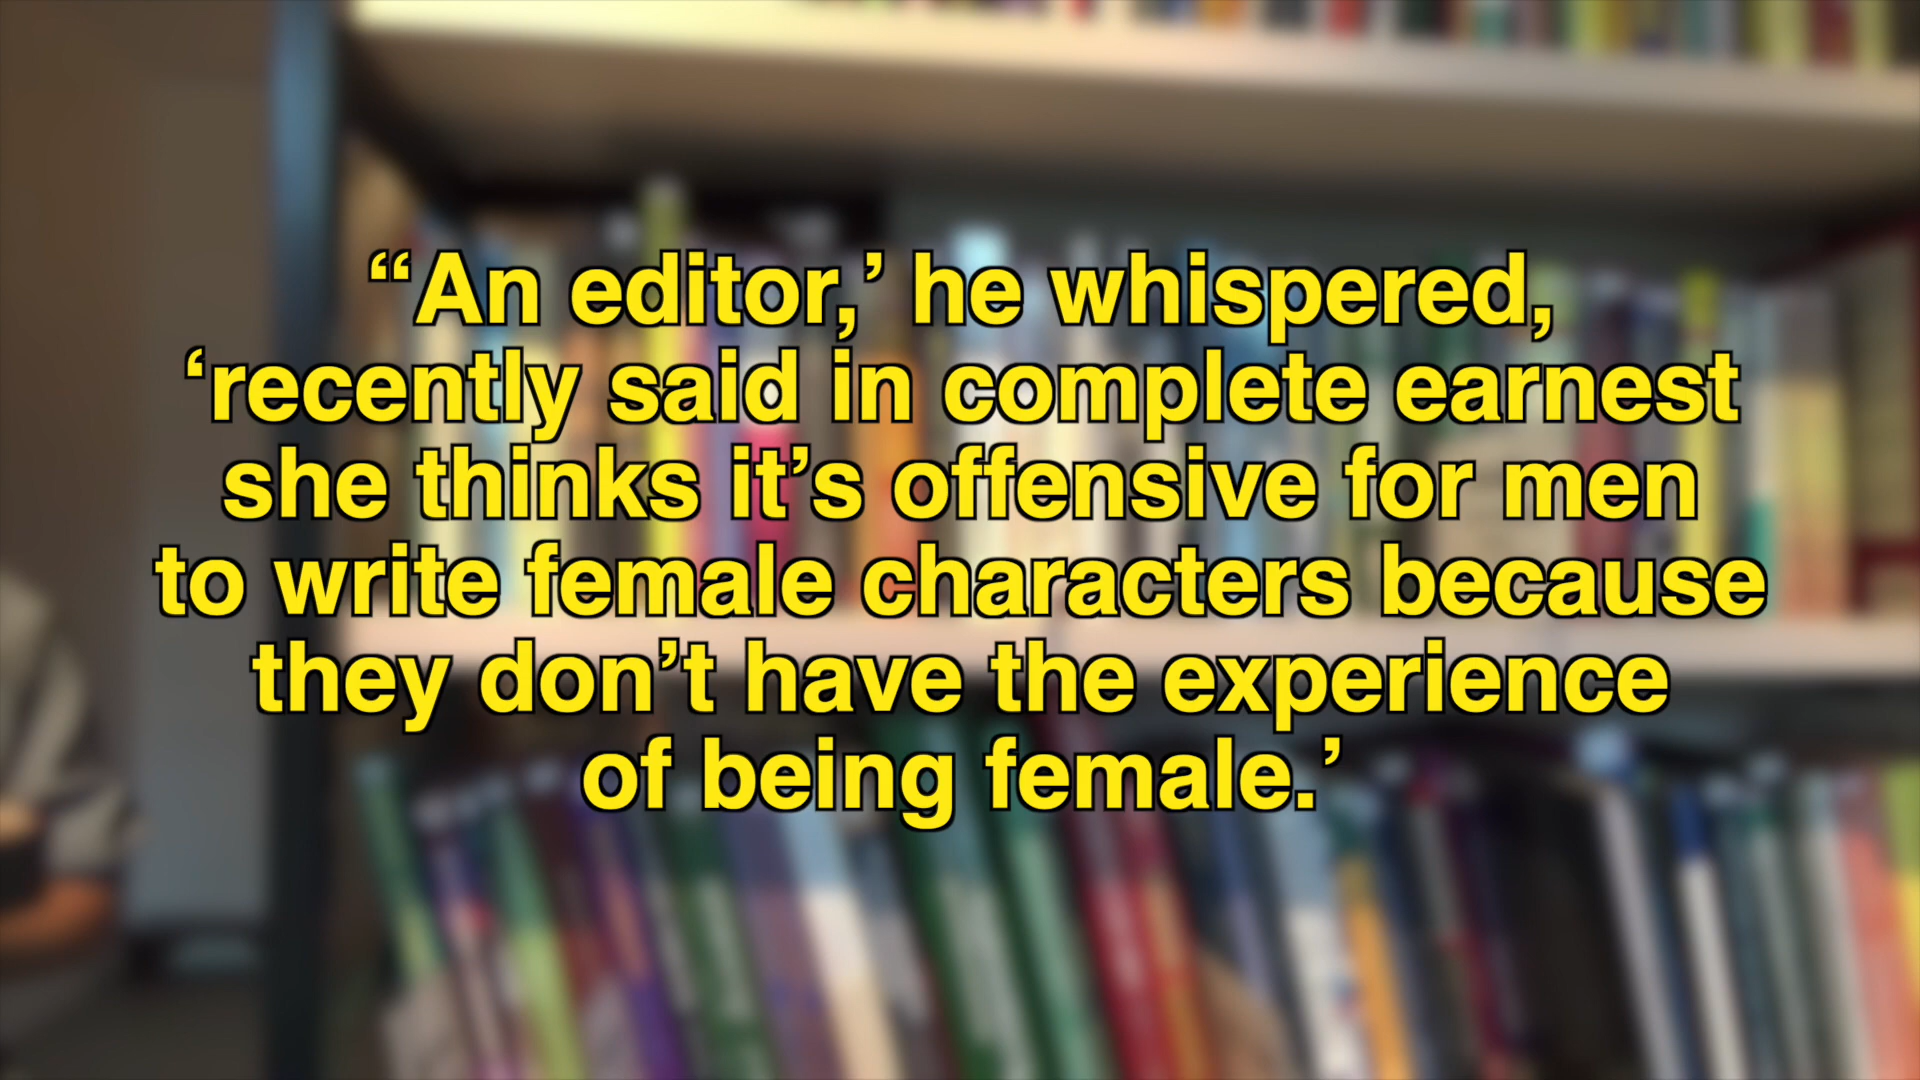 “An editor,’ he whispered,
‘recently said in complete earnest
she thinks it’s offensive for men
to write female characters because
they don’t have the experience
of being female.’